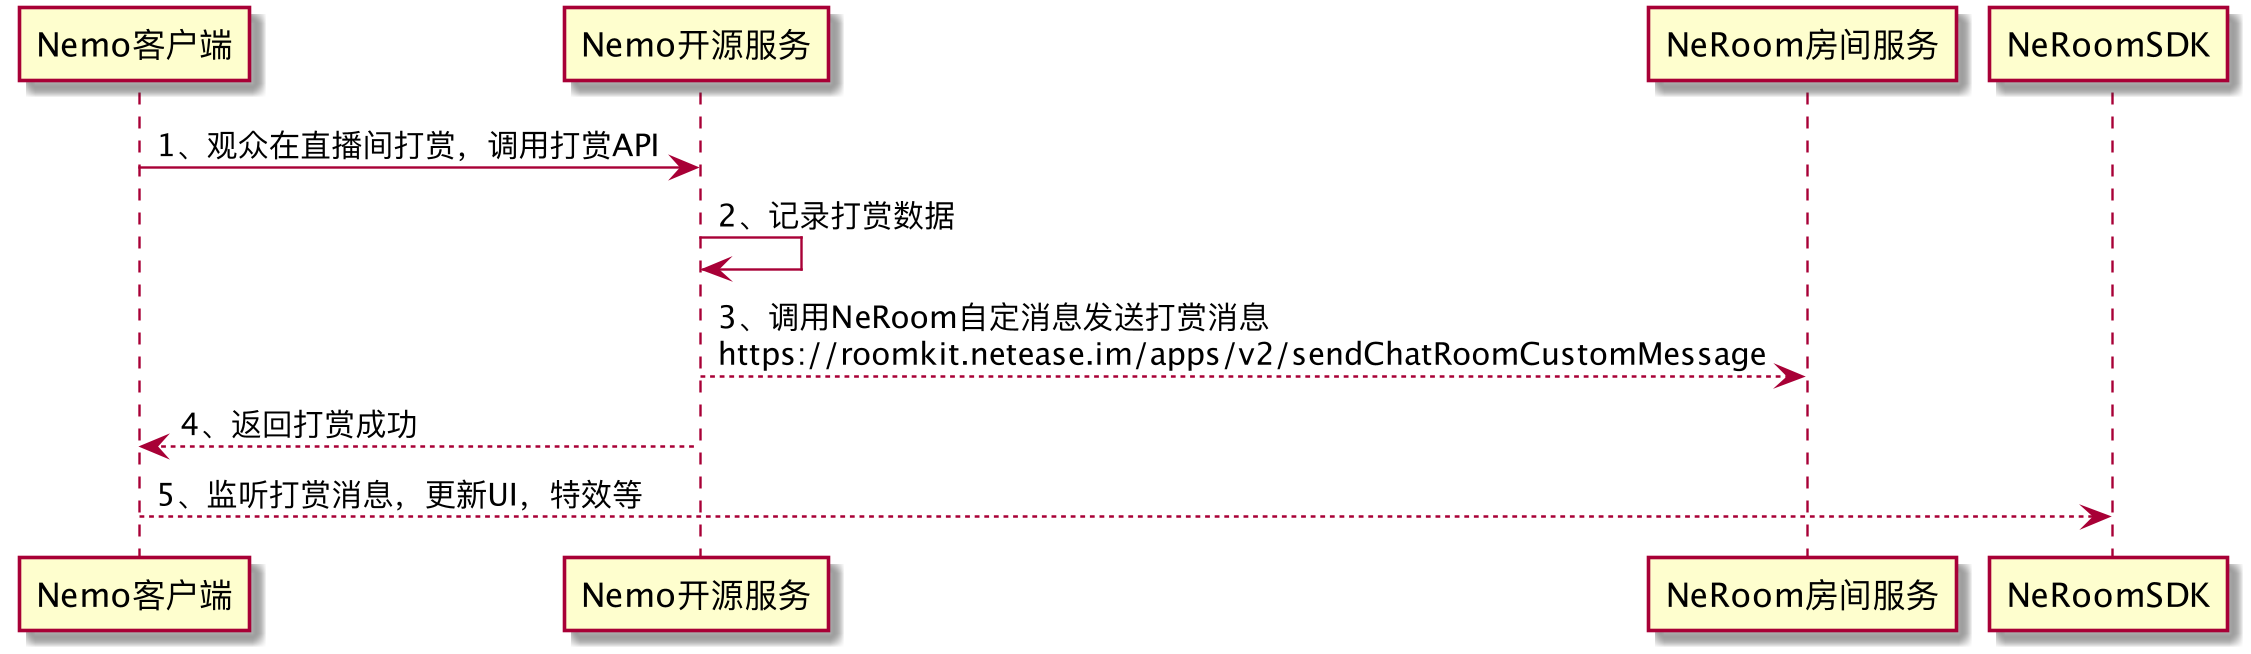 Nemo客户端
Nemo开源服务
NeRoom房间服务
NeRoomSDK
1、观众在直播间打赏，调用打赏API
2、记录打赏数据
3、调用NeRoom自定消息发送打赏消息
https://roomkit.netease.im/apps/v2/sendChatRoomCustomMessage
4、返回打赏成功
5、监听打赏消息，更新UI，特效等
Nemo客户端
Nemo开源服务
NeRoom房间服务
NeRoomSDK